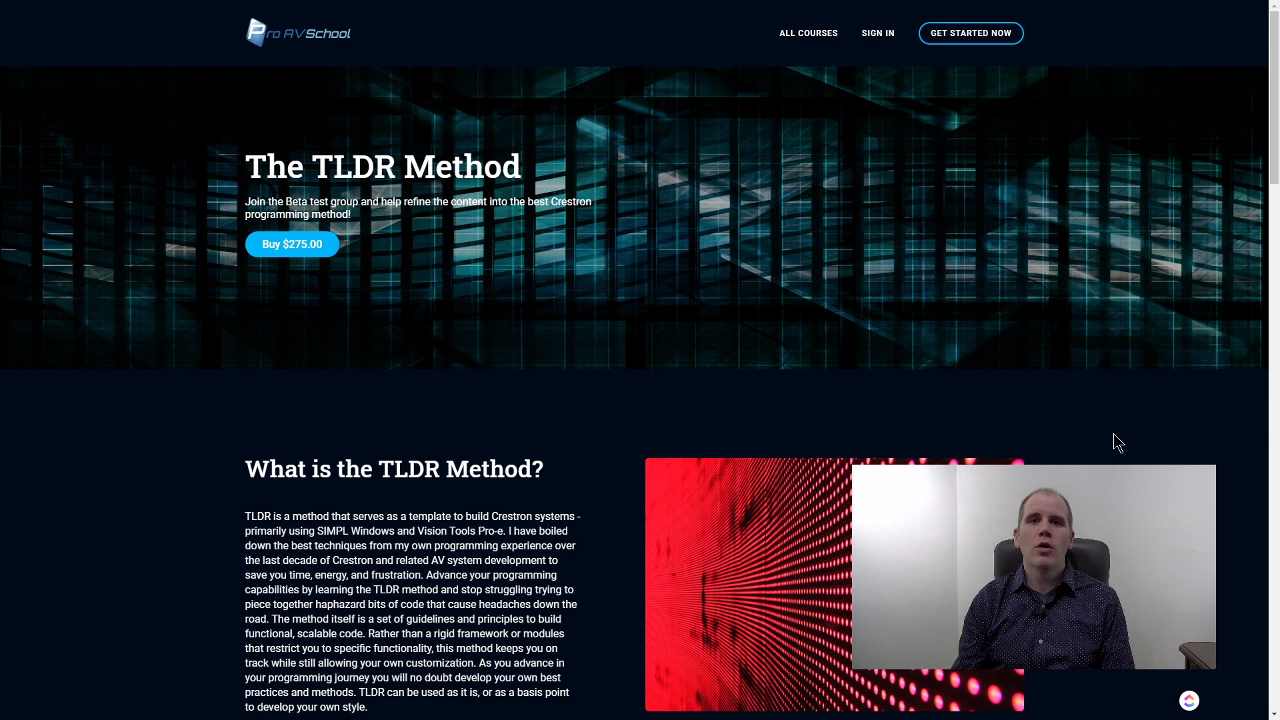 Pro AVSchool
ALL COURSES
SIGN IN
GET STARTED NOW
The TLDR Method
Join the Beta test group and help refine the content into the best Crestron
programming method!
Buy $275.00
What is the TLDR Method?
TLDR is a method that serves as a template to build Crestron systems -
primarily using SIMPL Windows and Vision Tools Pro-e. I have boiled
down the best techniques from my own programming experience over
the last decade of Crestron and related AV system development to
save you time, energy, and frustration. Advance your programming
capabilities by learning the TLDR method and stop struggling trying to
piece together haphazard bits of code that cause headaches down the
road. The method itself is a set of guidelines and principles to build
functional, scalable code. Rather than a rigid framework or modules
that restrict you to specific functionality, this method keeps you on
track while still allowing your own customization. As you advance in
your programming journey you will no doubt develop your own best
practices and methods. TLDR can be used as it is, or as a basis point
to develop your own style.